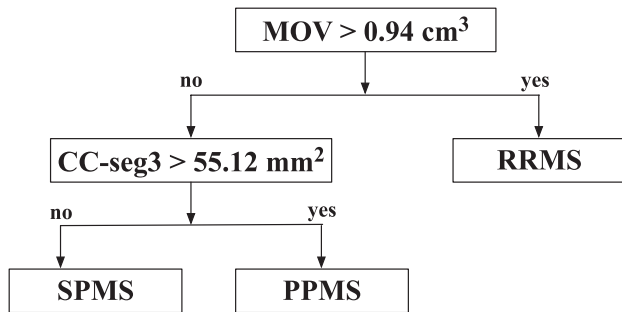 MOV > 0.94 cm³
no yes
CC-seg3 > 55.12 mm² RRMS
no yes
SPMS PPMS